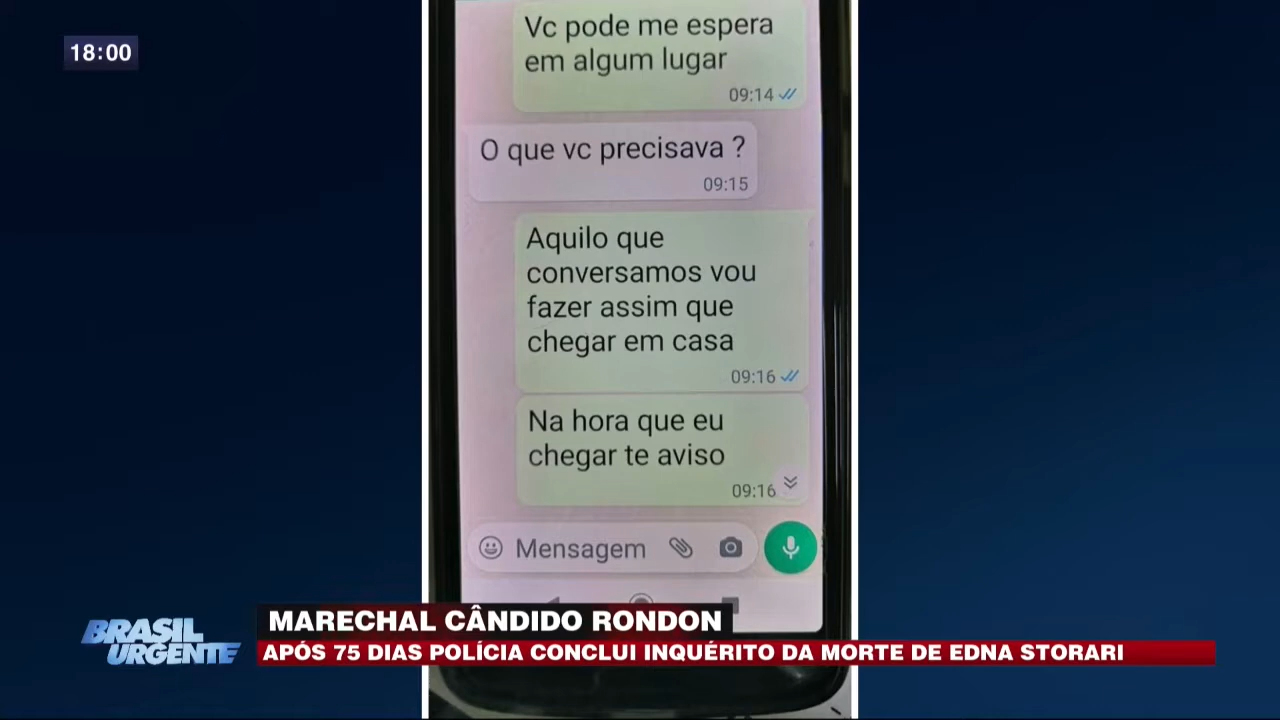 18:00
Vc pode me espera
em algum lugar
09:14
O que vc precisava ?
09:15
Aquilo que
conversamos vou
fazer assim que
chegar em casa
09:16
Na hora que eu
chegar te aviso
09:16
Mensagem
MARECHAL CÂNDIDO RONDON
BRASIL
URGENTE
APÓS 75 DIAS POLÍCIA CONCLUI INQUÉRITO DA MORTE DE EDNA STORARI